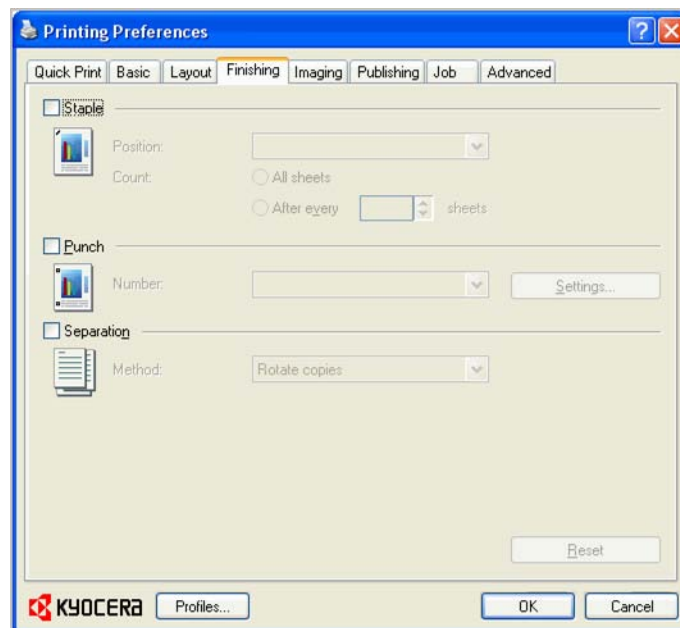 Printing Preferences
Quick Print Basic Layout Finishing Imaging Publishing Job Advanced
Staple
Position:
Count: All sheets
After every sheets
Punch
Number: Settings...
Separation
Method: Rotate copies
Reset
KYOCERA Profiles... OK Cancel